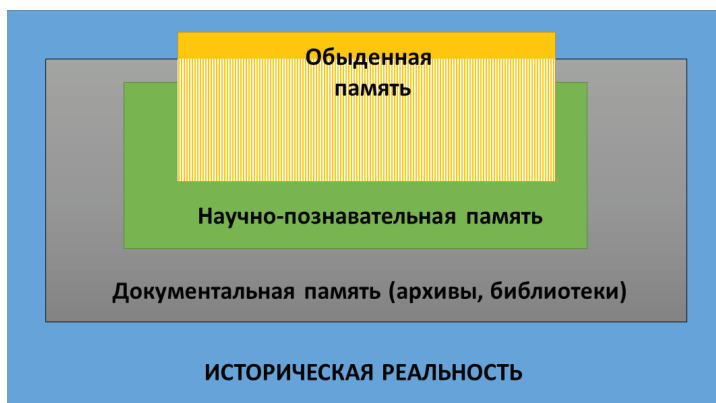 Обыденная
память
Научно-познавательная память
Документальная память (архивы, библиотеки)
ИСТОРИЧЕСКАЯ РЕАЛЬНОСТЬ